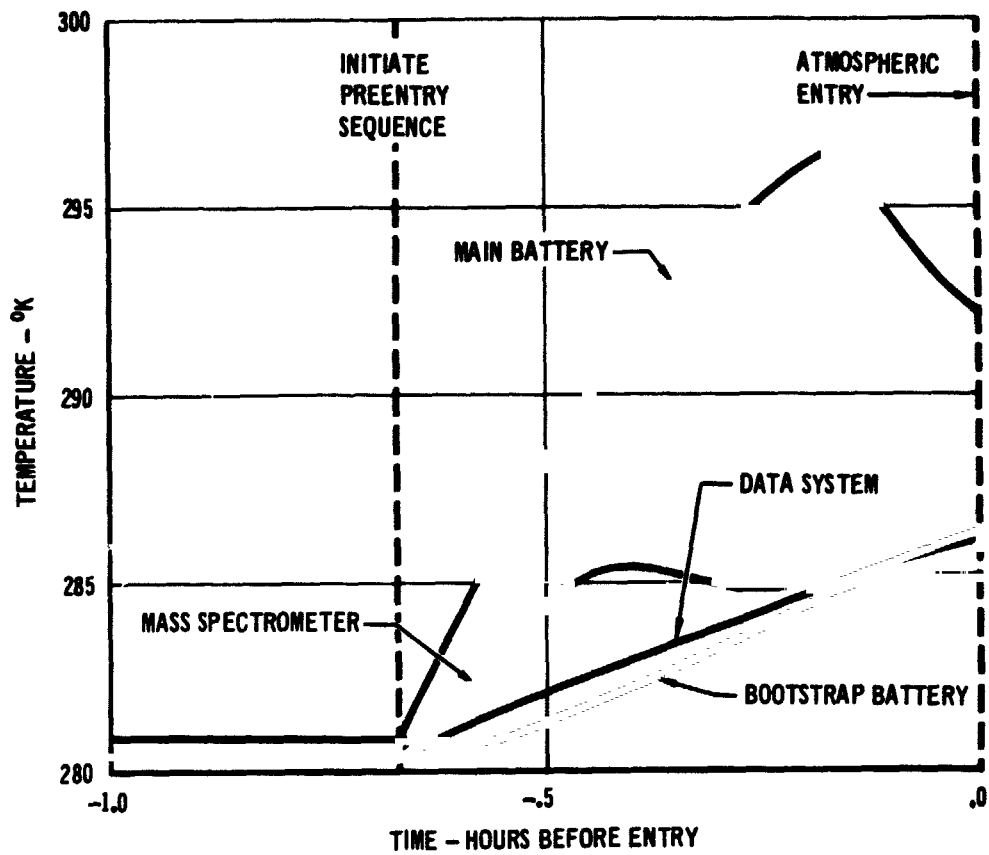 300
INITIATE
PREENTRY
SEQUENCE
ATMOSPHERIC
ENTRY
295
MAIN BATTERY
TEMPERATURE – ⁰K
290
DATA SYSTEM
285
MASS SPECTROMETER
BOOTSTRAP BATTERY
280
–1.0
–.5
.0
TIME – HOURS BEFORE ENTRY